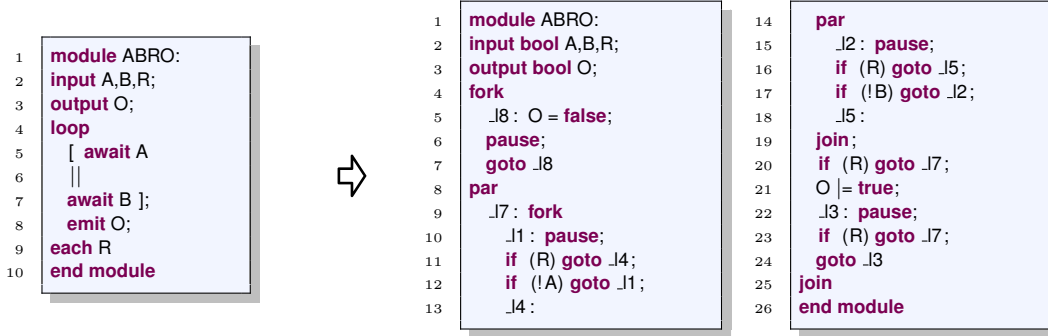 1 module ABRO:
2 input A,B,R;
3 output O;
4 loop
5 [ await A
6 ||
7 await B ];
8 emit O;
9 each R
10 end module
1 module ABRO:
2 input bool A,B,R;
3 output bool O;
4 fork
5 _l8 : O = false;
6 pause;
7 goto _l8
8 par
9 _l7 : fork
10 _l1 : pause;
11 if (R) goto _l4;
12 if (!A) goto _l1;
13 _l4 :
14 par
15 _l2 : pause;
16 if (R) goto _l5;
17 if (!B) goto _l2;
18 _l5 :
19 join;
20 if (R) goto _l7;
21 O |= true;
22 _l3 : pause;
23 if (R) goto _l7;
24 goto _l3
25 join
26 end module